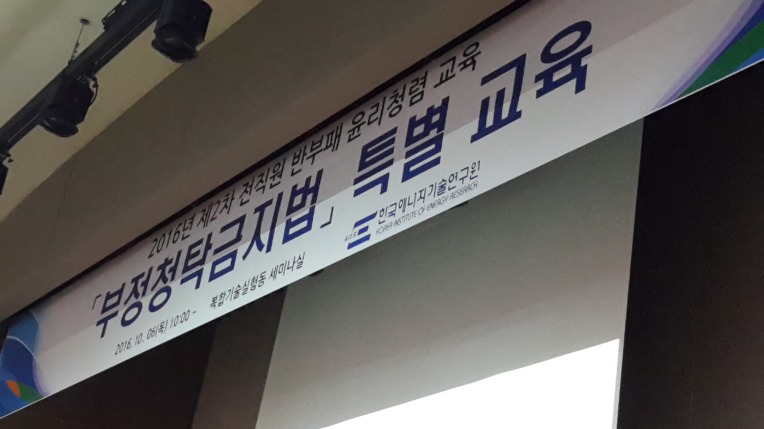 2016년 제2차 전직원 반부패 윤리청렴 교육
「부정청탁금지법」 특별 교육
2016. 10. 06(목) 10:00 ~ 복합기술실험동 세미나실
한국에너지기술연구원
KOREA INSTITUTE OF ENERGY RESEARCH